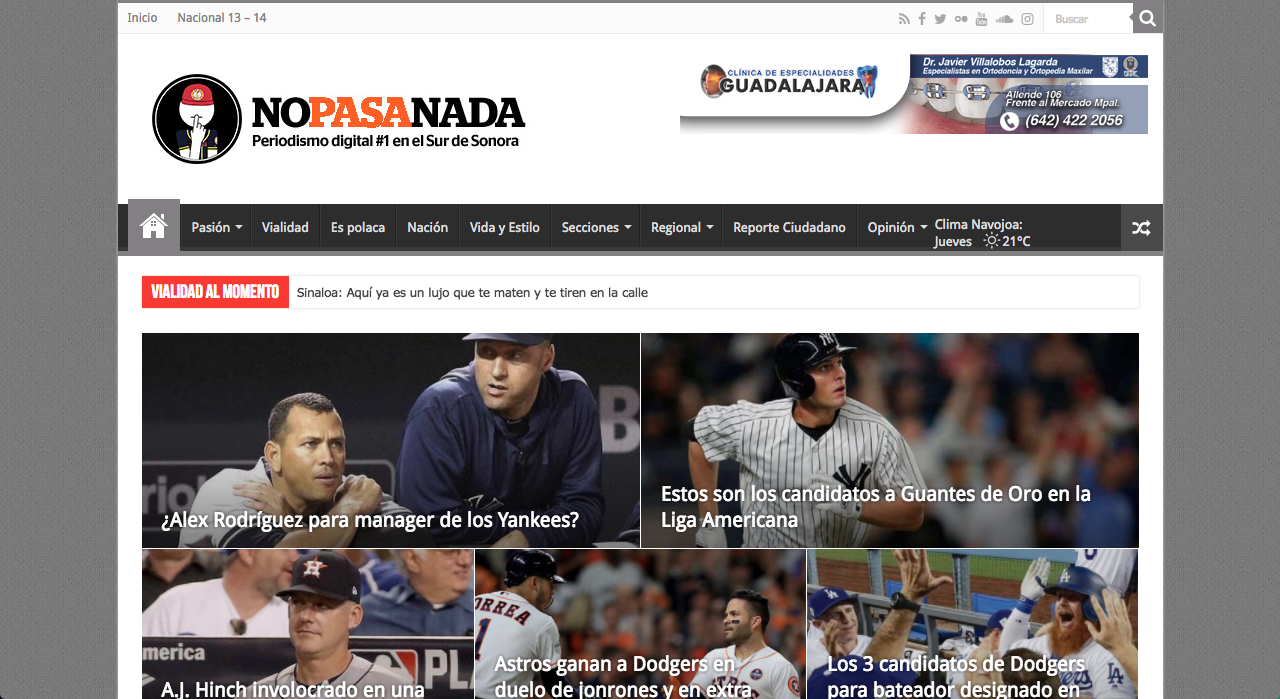 Inicio
Nacional 13 – 14
Buscar
NOPASANADA
Periodismo digital #1 en el Sur de Sonora
CLÍNICA DE ESPECIALIDADES
GUADALAJARA
Dr. Javier Villalobos Lagarda
Especialistas en Ortodoncia y Ortopedia Maxilar
Allende 106
Frente al Mercado Mpal.
(642) 422 2056
Pasión
Vialidad
Es polaca
Nación
Vida y Estilo
Secciones
Regional
Reporte Ciudadano
Opinión
Clima Navojoa:
Jueves 21°C
VIALIDAD AL MOMENTO
Sinaloa: Aquí ya es un lujo que te maten y te tiren en la calle
¿Alex Rodríguez para manager de los Yankees?
Estos son los candidatos a Guantes de Oro en la
Liga Americana
merica
PL
A.J. Hinch involocrado en una
ORREA
1
Astros ganan a Dodgers en
duelo de jonrones y en extra
Los 3 candidatos de Dodgers
para bateador designado en